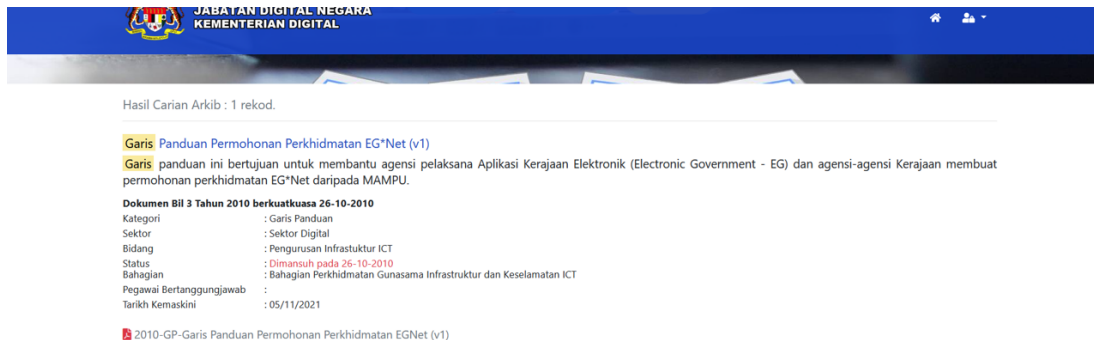 JABATAN DIGITAL NEGARA
KEMENTERIAN DIGITAL
Hasil Carian Arkib : 1 rekod.
Garis Panduan Permohonan Perkhidmatan EG*Net (v1)
Garis panduan ini bertujuan untuk membantu agensi pelaksana Aplikasi Kerajaan Elektronik (Electronic Government - EG) dan agensi-agensi Kerajaan membuat
permohonan perkhidmatan EG*Net daripada MAMPU.
Dokumen Bil 3 Tahun 2010 berkuatkuasa 26-10-2010
Kategori : Garis Panduan
Sektor : Sektor Digital
Bidang : Pengurusan Infrastuktur ICT
Status : Dimansuh pada 26-10-2010
Bahagian : Bahagian Perkhidmatan Gunasama Infrastruktur dan Keselamatan ICT
Pegawai Bertanggungjawab :
Tarikh Kemaskini : 05/11/2021
2010-GP-Garis Panduan Permohonan Perkhidmatan EGNet (v1)